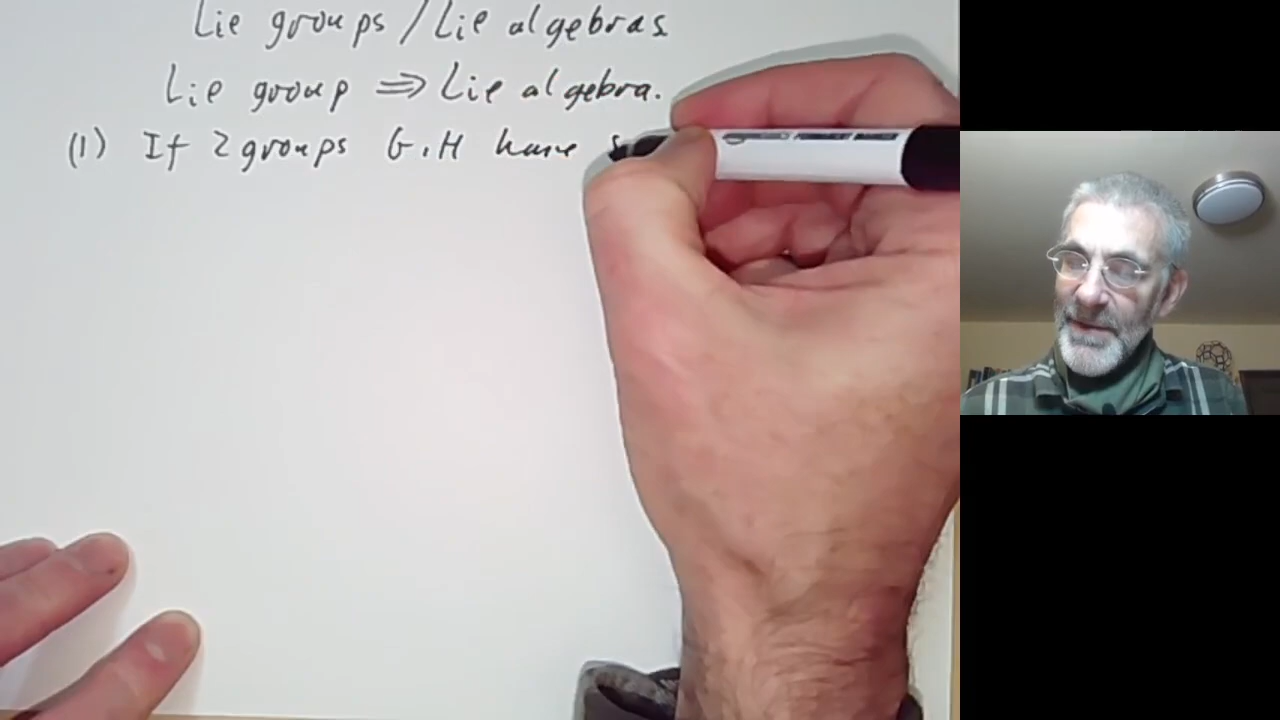 Lie groups / Lie algebras
Lie group ⇒ Lie algebra.
(1) If 2 groups G, H have s